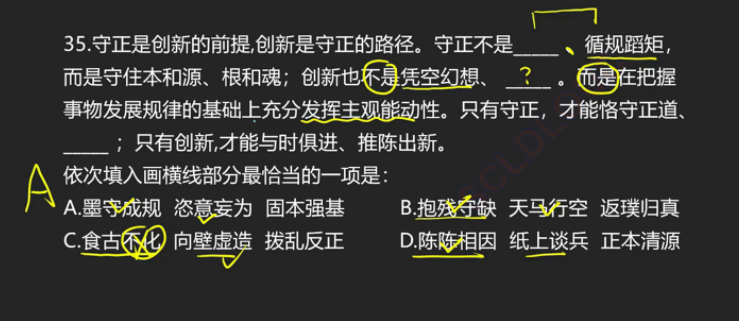 35.守正是创新的前提,创新是守正的路径。守正不是_____、循规蹈矩，
而是守住本和源、根和魂；创新也不是凭空幻想、 __?__ 。而是在把握
事物发展规律的基础上充分发挥主观能动性。只有守正，才能恪守正道、
_____ ；只有创新,才能与时俱进、推陈出新。
A 依次填入画横线部分最恰当的一项是：
A.墨守成规 恣意妄为 固本强基 B.抱残守缺 天马行空 返璞归真
C.食古不化 向壁虚造 拨乱反正 D.陈陈相因 纸上谈兵 正本清源